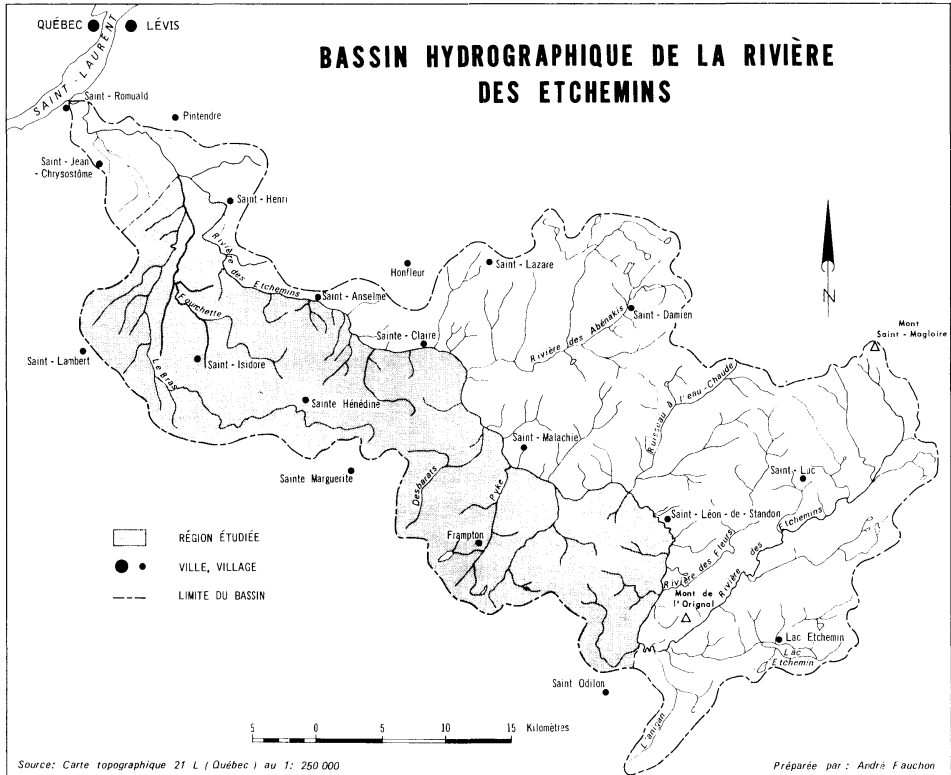 QUÉBEC
LÉVIS
BASSIN HYDROGRAPHIQUE DE LA RIVIÈRE
DES ETCHEMINS
SAINT - LAURENT
Saint - Romuald
Pintendre
Saint - Jean
- Chrysostôme
Saint - Henri
Rivière des Etchemins
Honfleur
Saint - Lazare
Saint - Anselme
Fourchette
Sainte - Claire
Rivière des Abénakis
Saint - Damien
N
Mont
Saint - Magloire
Saint - Lambert
Le Bras
Saint - Isidore
Ruisseau à l'eau-Chaude
Sainte Hénédine
Saint - Malachie
Sainte Marguerite
Desbarats
Pyke
Saint - Luc
Saint - Léon - de - Standon
Rivière des Etchemins
Frampton
Rivière des Fleurs
Mont de
l'Orignal
RÉGION ÉTUDIÉE
VILLE, VILLAGE
LIMITE DU BASSIN
Lac Etchemin
Lac
Etchemin
Saint Odilon
L'anigan
5 0 5 10 15 Kilomètres
Source: Carte topographique 21 L ( Québec ) au 1: 250 000
Préparée par : André Fauchon